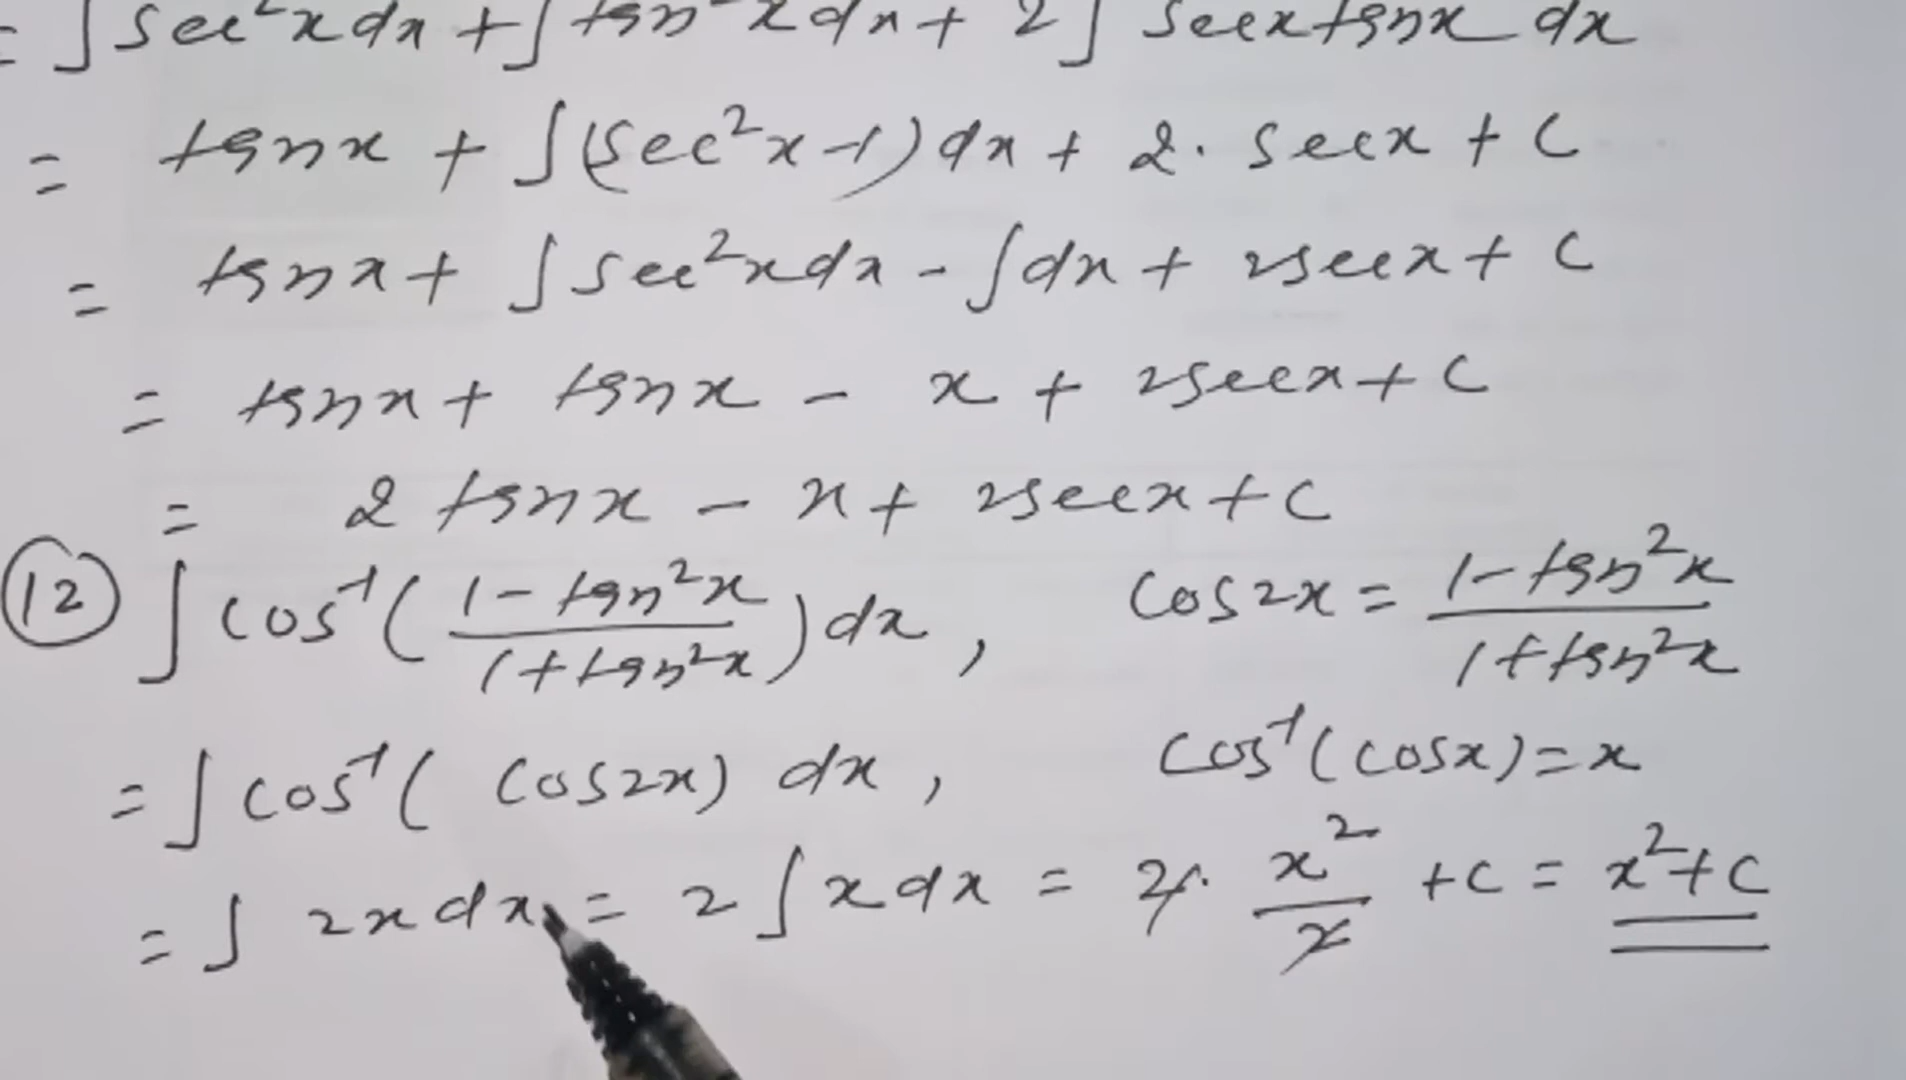 = ∫ sec²x dx + ∫ tan²x dx + 2∫ secx tanx dx
= tanx + ∫(sec²x-1)dx + 2. secx + c
= tanx + ∫ sec²x dx - ∫dx + 2secx + c
= tanx + tanx - x + 2secx + c
= 2 tanx - x + 2secx + c
(12) ∫ cos⁻¹((1 - tan²x)/(1 + tan²x)) dx , cos2x = (1 - tan²x)/(1 + tan²x)
= ∫ cos⁻¹( cos2x) dx , cos⁻¹(cosx) = x
= ∫ 2x dx = 2 ∫ x dx = 2. x²/2 + c = x² + c